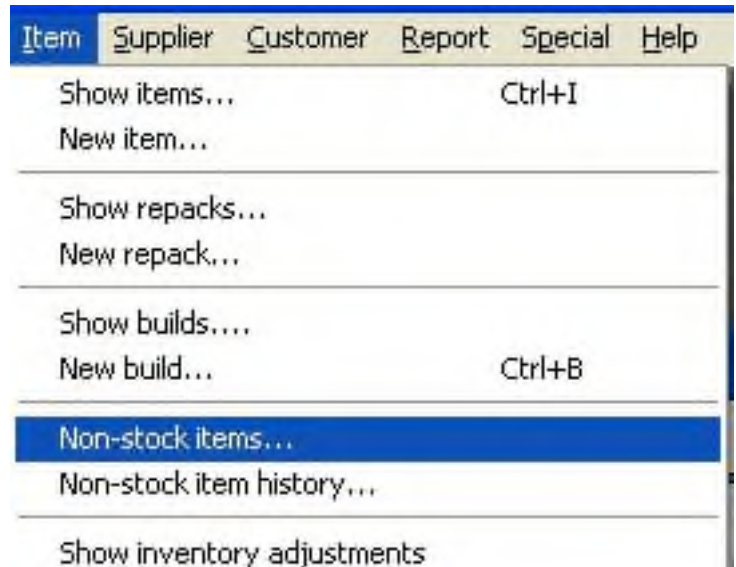 Item Supplier Customer Report Special Help
Show items... Ctrl+I
New item...
Show repacks...
New repack...
Show builds....
New build... Ctrl+B
Non-stock items...
Non-stock item history...
Show inventory adjustments